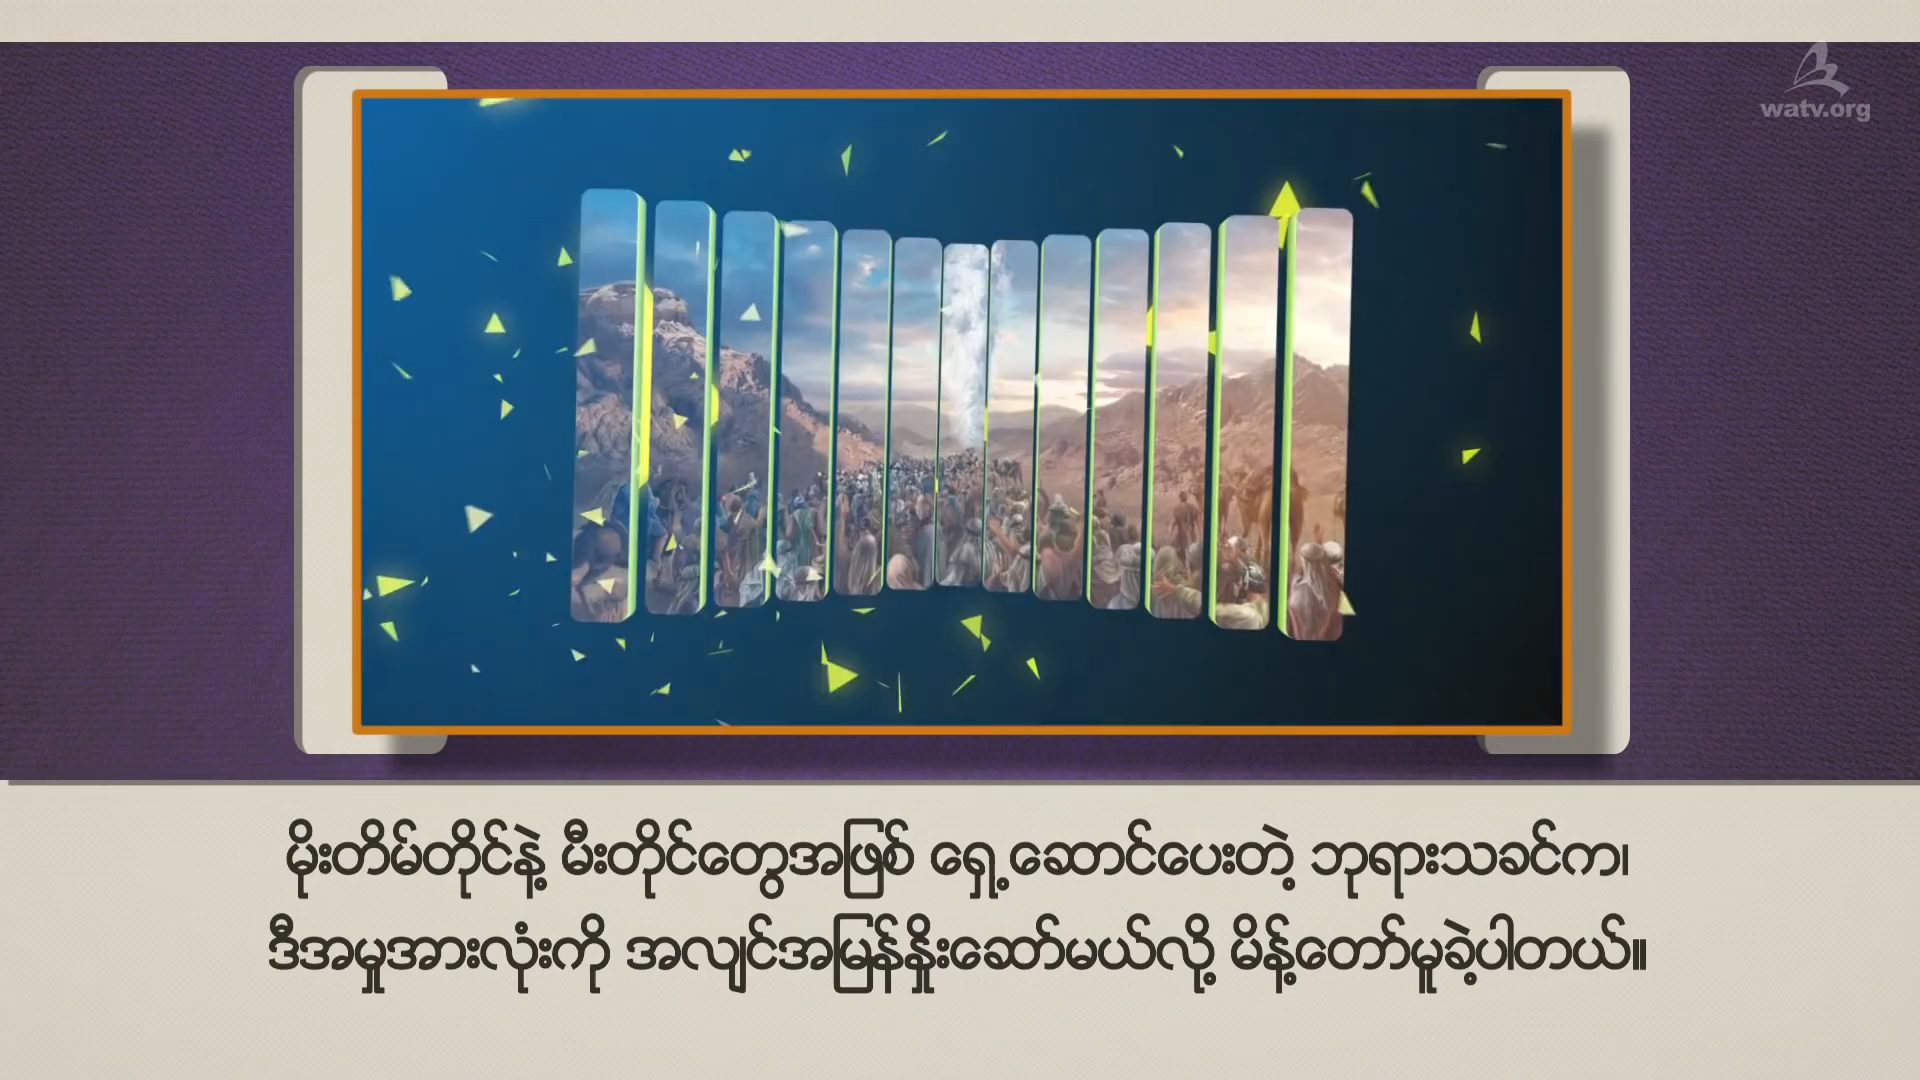 watv.org
မိုးတိမ်တိုင်နဲ့ မီးတိုင်တွေအဖြစ် ရှေ့ဆောင်ပေးတဲ့ ဘုရားသခင်က၊
ဒီအမှုအားလုံးကို အလျင်အမြန်နှိုးဆော်မယ်လို့ မိန့်တော်မူခဲ့ပါတယ်။